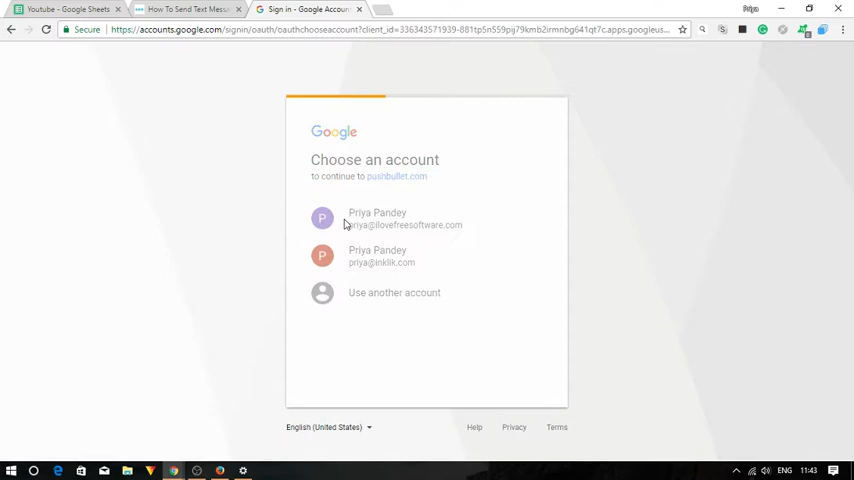 Youtube - Google Sheets
How To Send Text Mess
Sign in - Google Accoun
Priya
Secure
https://accounts.google.com/signin/oauth/oauthchooseaccount?client_id=336343571939-881tp5n559pij79kmb2irmnbg641qt7c.apps.googleus...
Google
Choose an account
to continue to pushbullet.com
P
Priya Pandey
priya@ilovefreesoftware.com
P
Priya Pandey
priya@inklik.com
Use another account
English (United States)
Help
Privacy
Terms
ENG
11:43